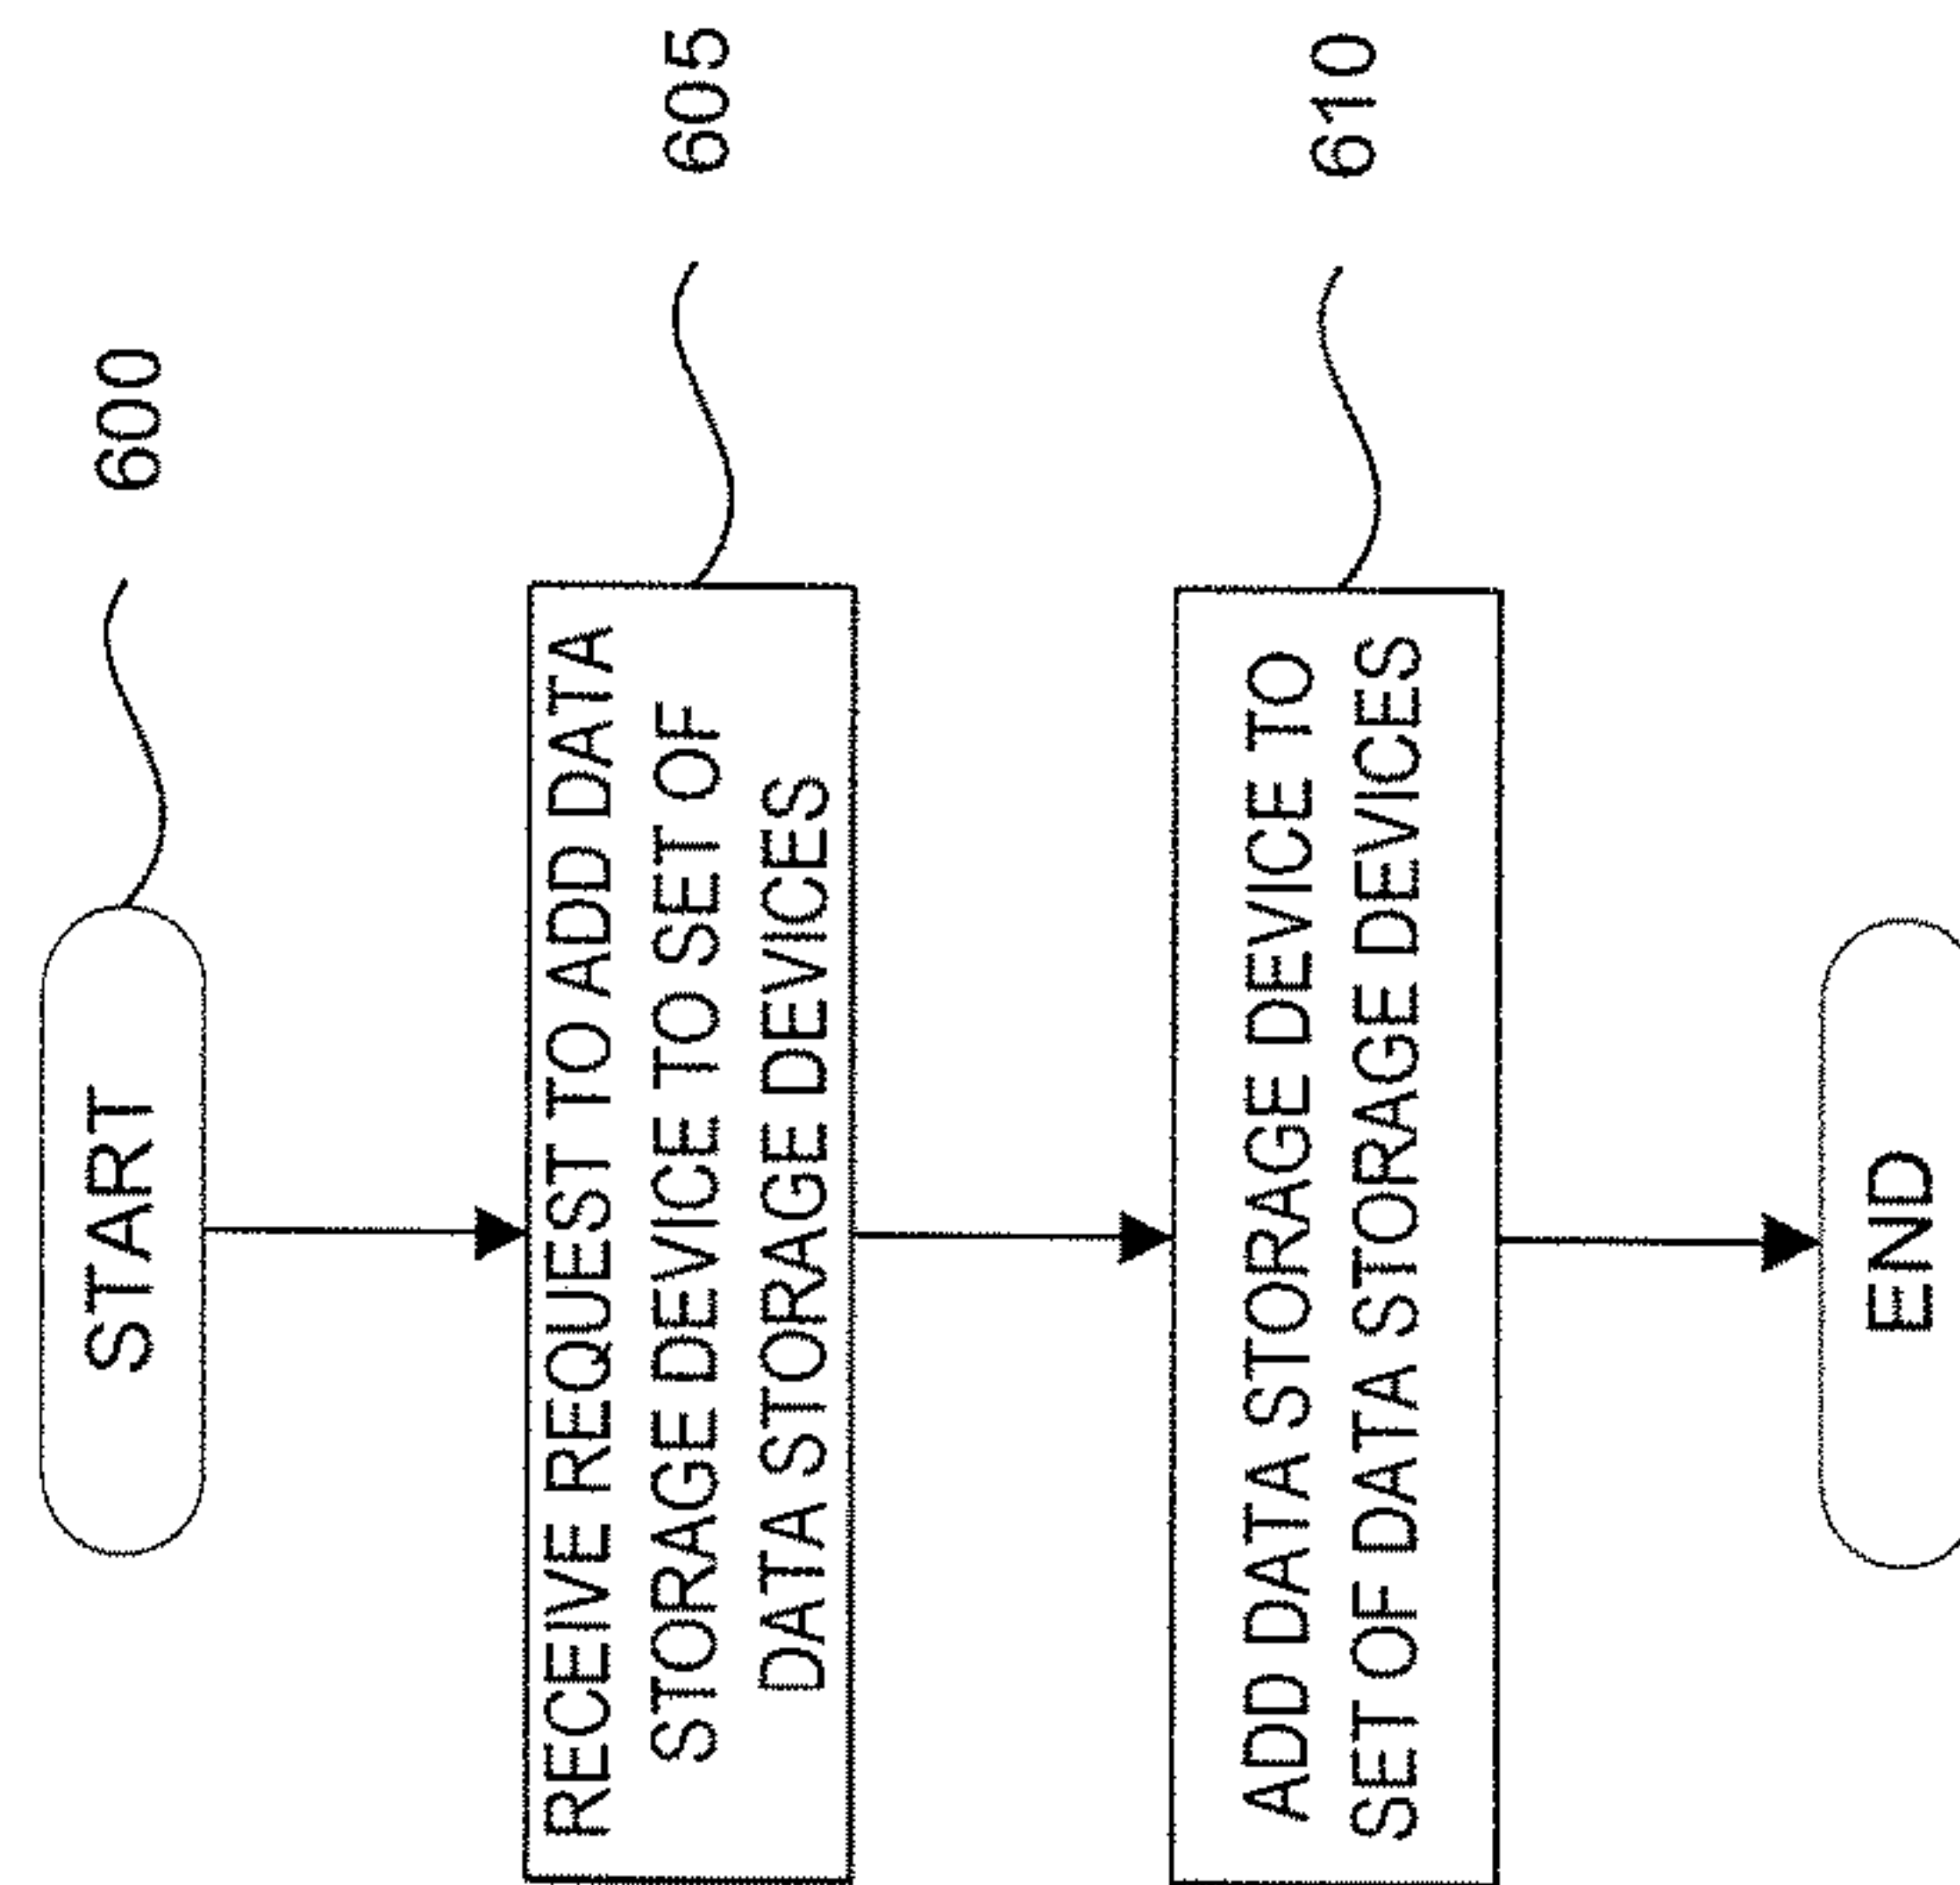 START
600
RECEIVE REQUEST TO ADD DATA
STORAGE DEVICE TO SET OF
DATA STORAGE DEVICES
605
ADD DATA STORAGE DEVICE TO
SET OF DATA STORAGE DEVICES
610
END